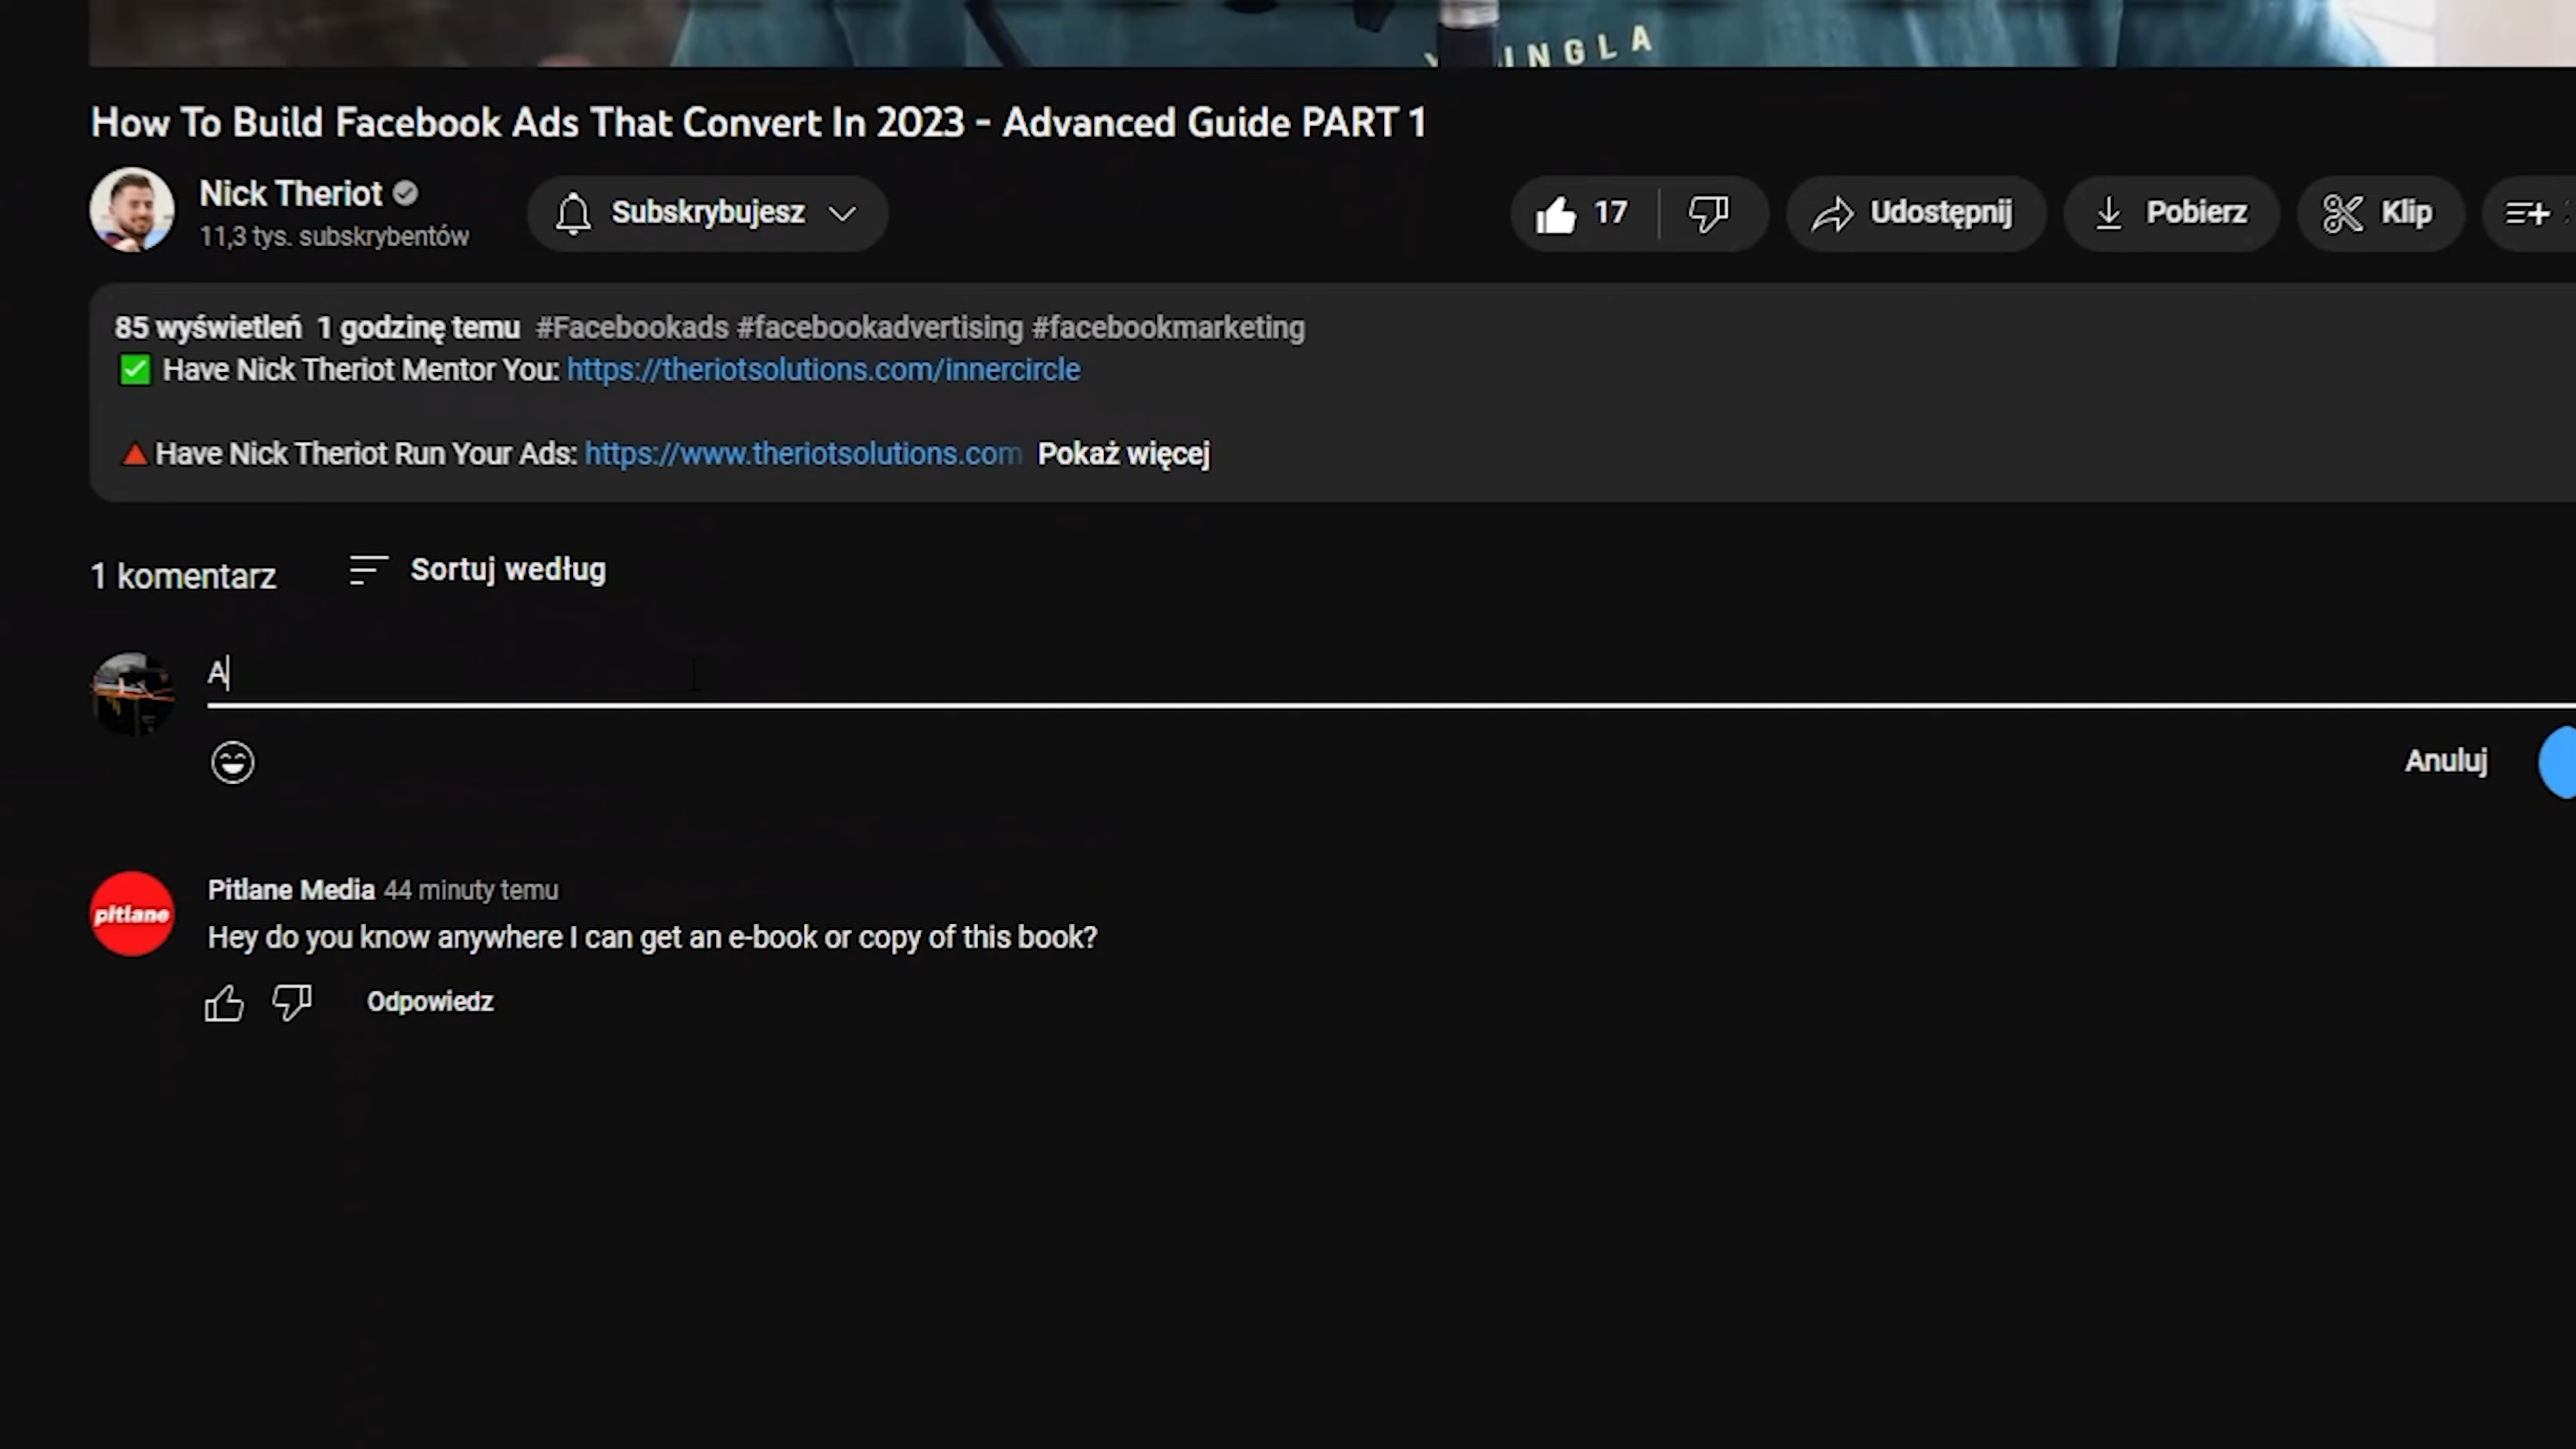 How To Build Facebook Ads That Convert In 2023 - Advanced Guide PART 1
Nick Theriot
11,3 tys. subskrybentów
Subskrybujesz
17
Udostępnij
Pobierz
Klip
85 wyświetleń 1 godzinę temu #Facebookads #facebookadvertising #facebookmarketing
✅ Have Nick Theriot Mentor You: https://theriotsolutions.com/innercircle
🔺Have Nick Theriot Run Your Ads: https://www.theriotsolutions.com Pokaż więcej
1 komentarz
Sortuj według
A
Anuluj
pitlane
Pitlane Media 44 minuty temu
Hey do you know anywhere I can get an e-book or copy of this book?
Odpowiedz